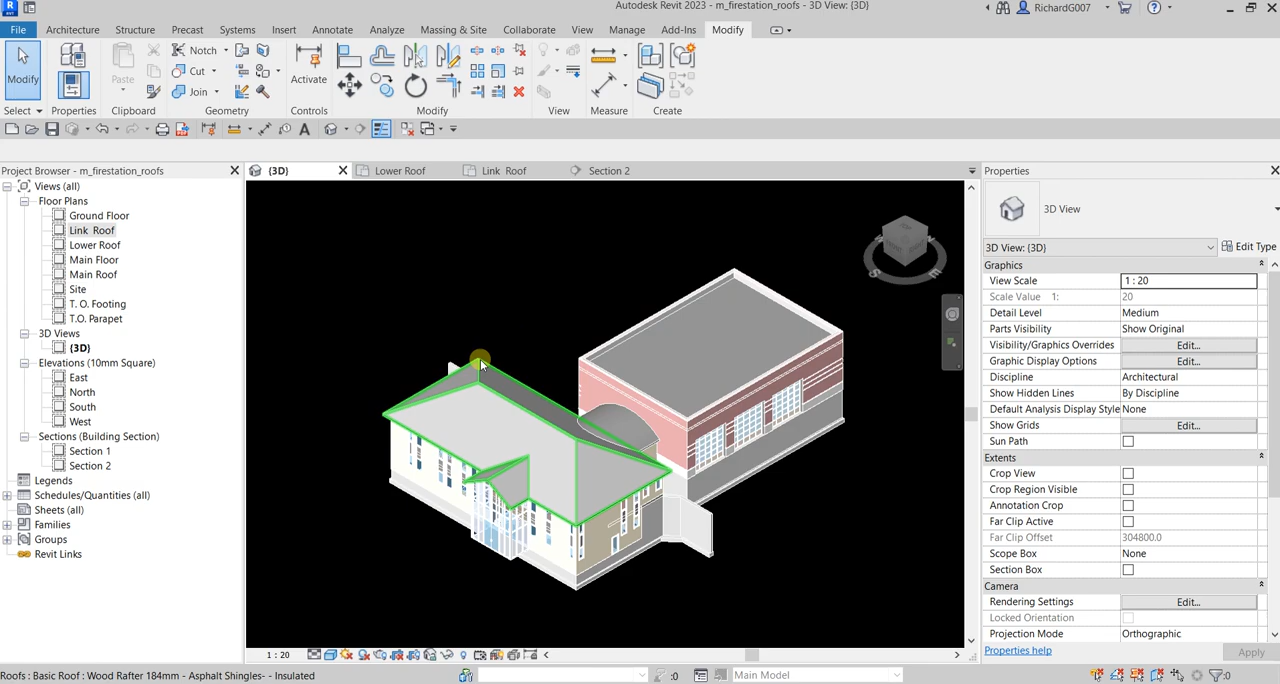 Autodesk Revit 2023 - m_firestation_roofs - 3D View: {3D}
RichardG007
File Architecture Structure Precast Systems Insert Annotate Analyze Massing & Site Collaborate View Manage Add-Ins Modify
Modify Paste Notch Cut Join Activate
Select Properties Clipboard Geometry Controls Modify View Measure Create
Project Browser - m_firestation_roofs
{3D} Lower Roof Link Roof Section 2
Properties
Views (all)
Floor Plans
Ground Floor
Link Roof
Lower Roof
Main Floor
Main Roof
Site
T. O. Footing
T.O. Parapet
3D Views
{3D}
Elevations (10mm Square)
East
North
South
West
Sections (Building Section)
Section 1
Section 2
Legends
Schedules/Quantities (all)
Sheets (all)
Families
Groups
Revit Links
3D View
3D View: {3D} Edit Type
Graphics
View Scale 1 : 20
Scale Value 1: 20
Detail Level Medium
Parts Visibility Show Original
Visibility/Graphics Overrides Edit...
Graphic Display Options Edit...
Discipline Architectural
Show Hidden Lines By Discipline
Default Analysis Display Style None
Show Grids Edit...
Sun Path
Extents
Crop View
Crop Region Visible
Annotation Crop
Far Clip Active
Far Clip Offset 304800.0
Scope Box None
Section Box
Camera
Rendering Settings Edit...
Locked Orientation
Projection Mode Orthographic
Properties help Apply
1 : 20
Roofs : Basic Roof : Wood Rafter 184mm - Asphalt Shingles- - Insulated
:0 Main Model :0